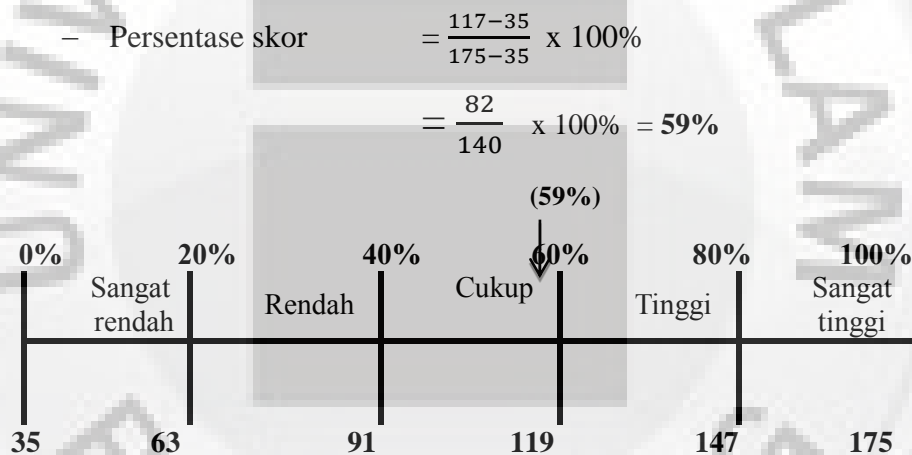 – Persentase skor = 117−35 / 175−35 x 100%
= 82 / 140 x 100% = 59%
(59%)
0% 20% 40% 60% 80% 100%
Sangat rendah Rendah Cukup Tinggi Sangat tinggi
35 63 91 119 147 175